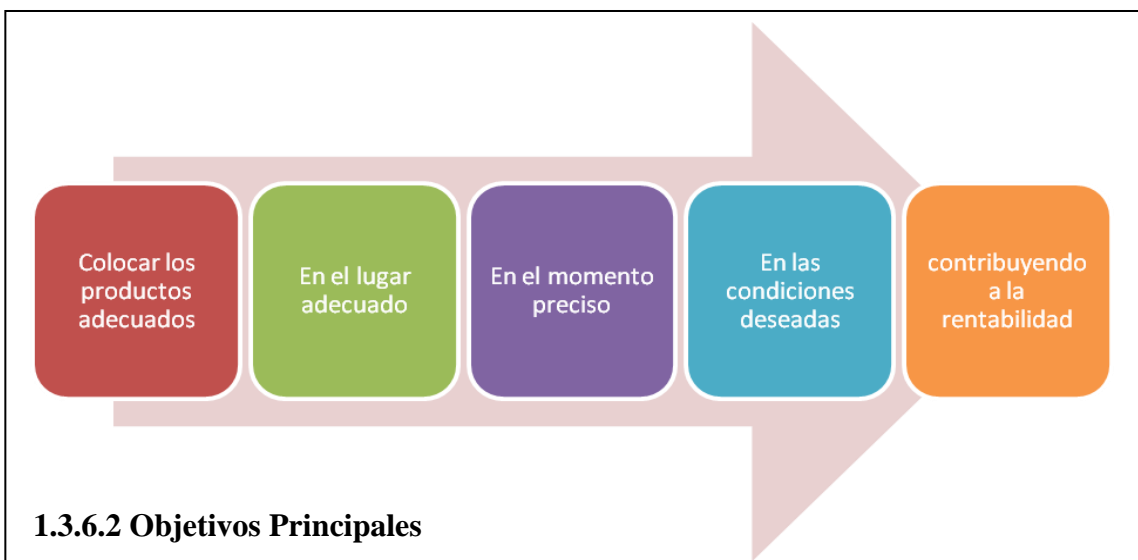 Colocar los
productos
adecuados
En el lugar
adecuado
En el momento
preciso
En las
condiciones
deseadas
contribuyendo
a la
rentabilidad
1.3.6.2 Objetivos Principales